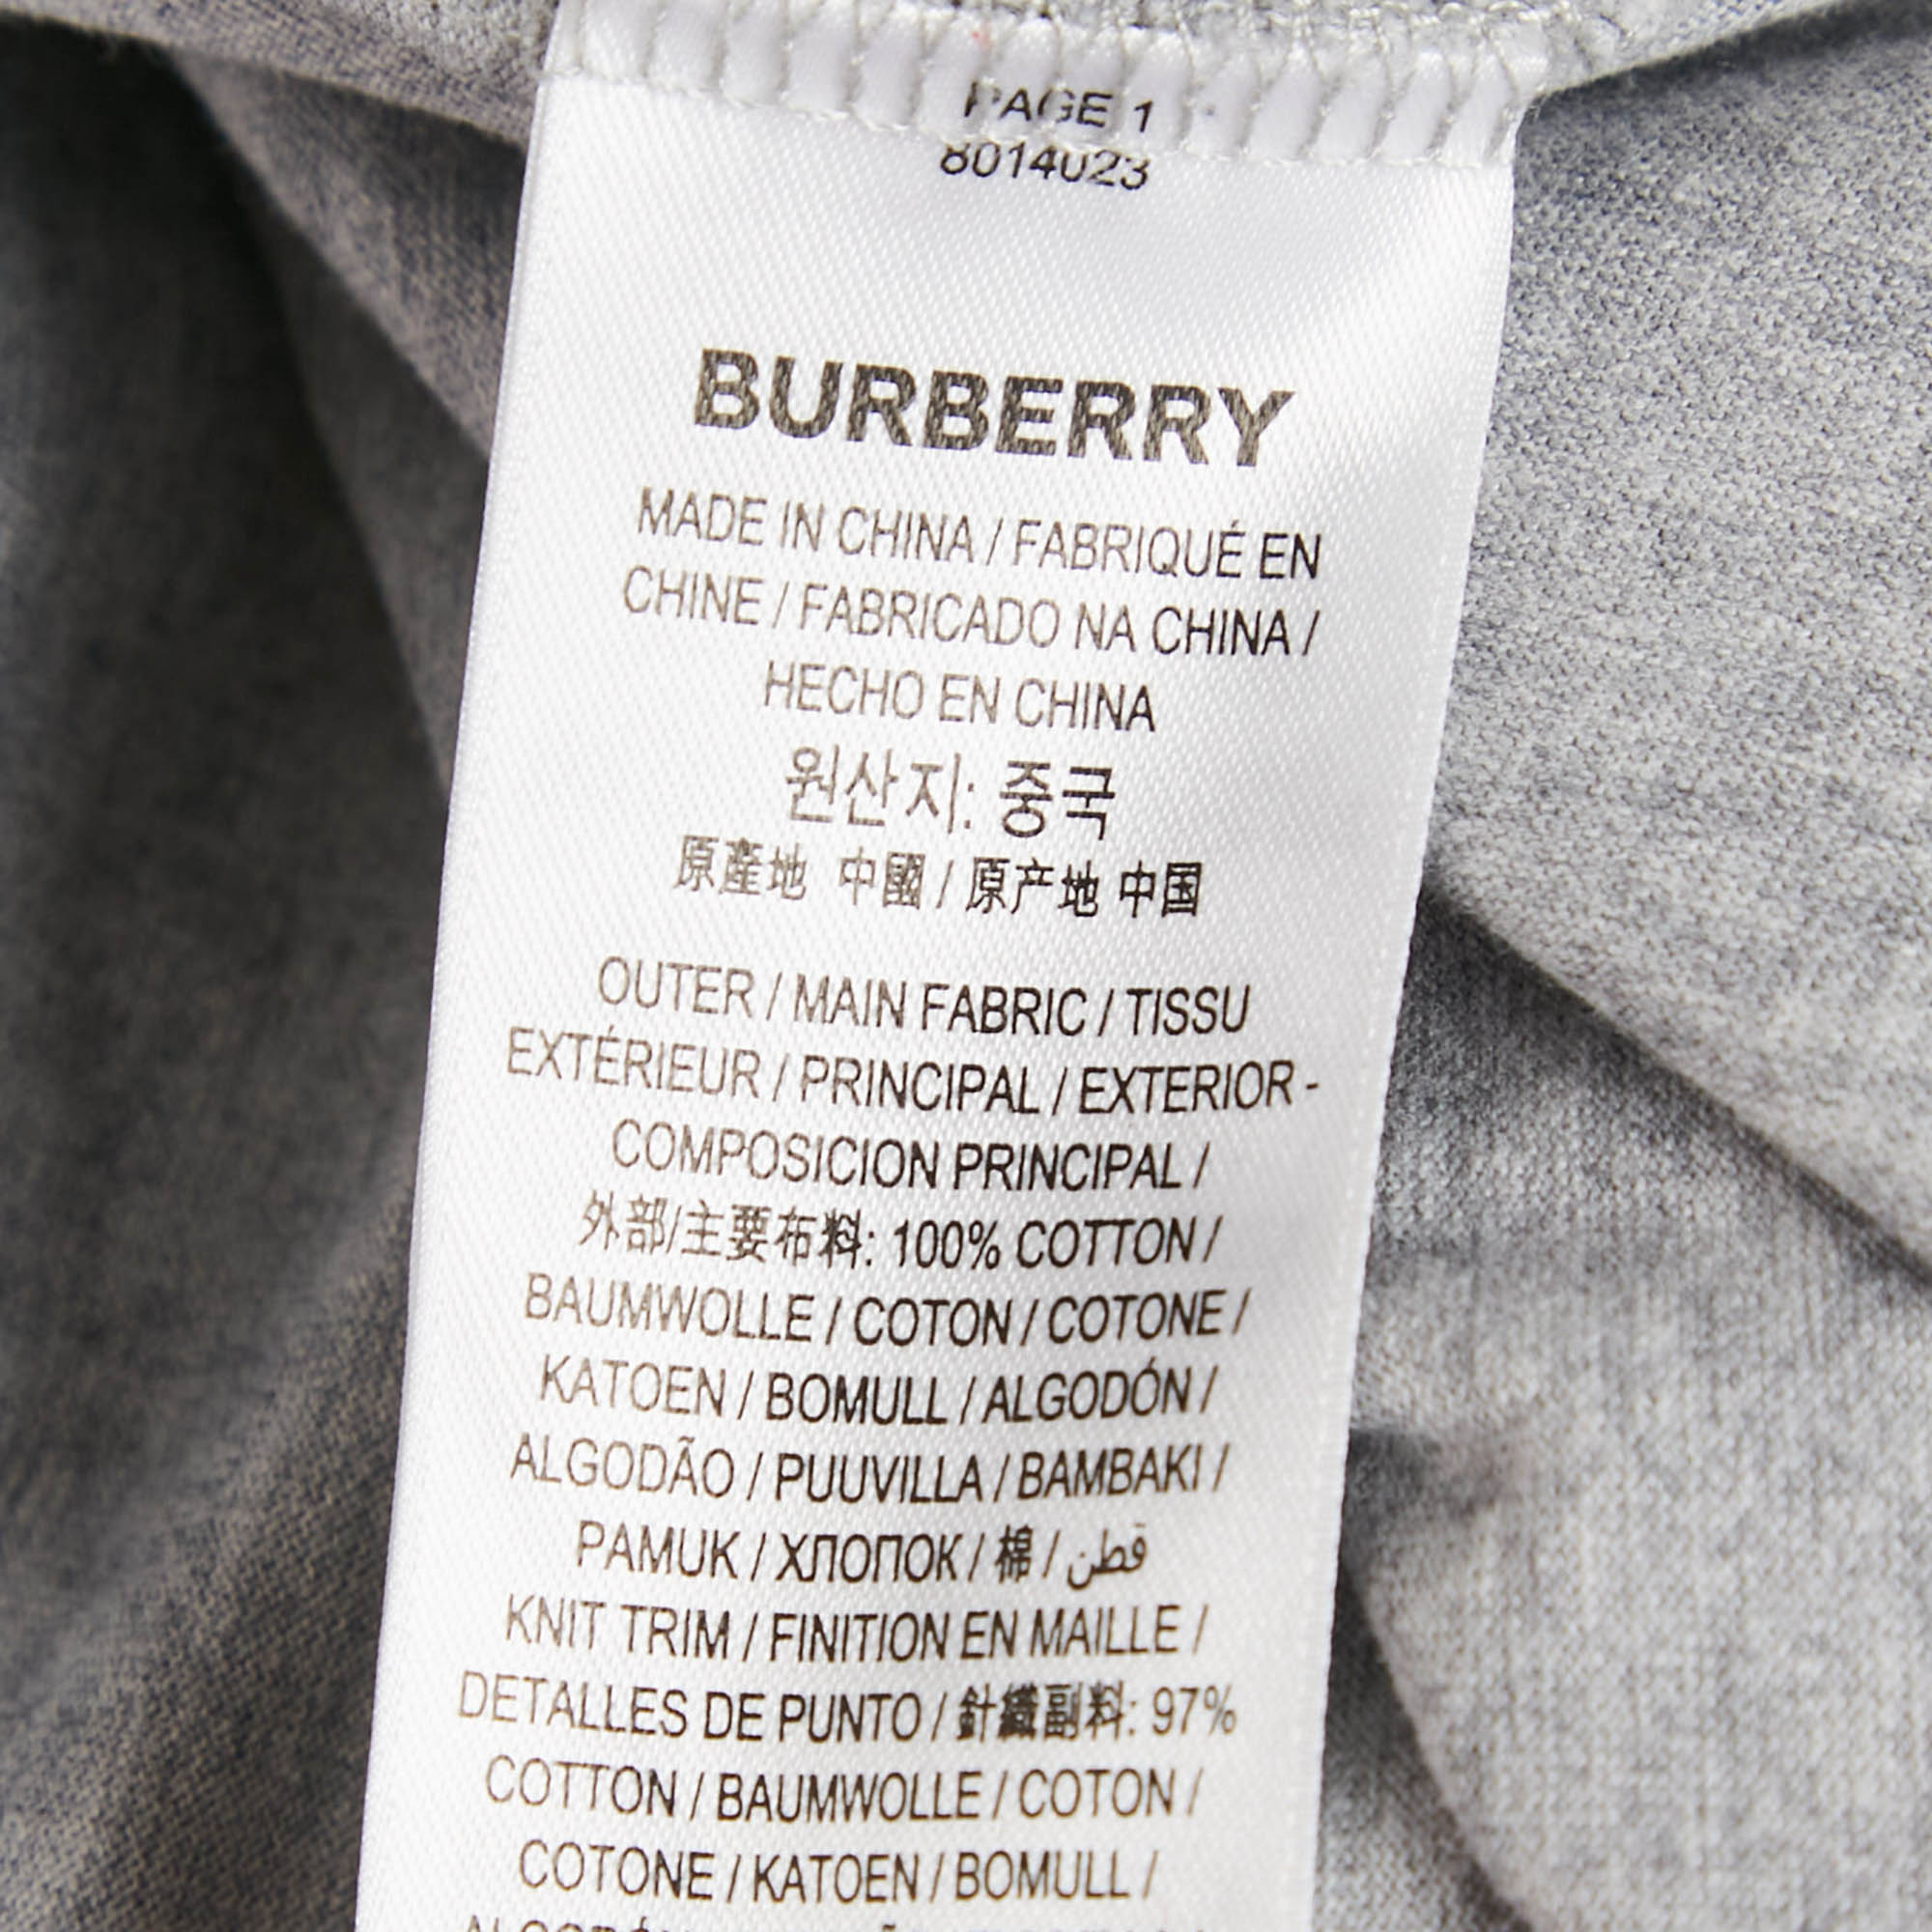 PAGE 1
8014023
BURBERRY
MADE IN CHINA / FABRIQUÉ EN
CHINE / FABRICADO NA CHINA /
HECHO EN CHINA
원산지: 중국
原產地 中國 / 原产地 中国
OUTER / MAIN FABRIC / TISSU
EXTÉRIEUR / PRINCIPAL / EXTERIOR -
COMPOSICION PRINCIPAL /
外部/主要布料: 100% COTTON /
BAUMWOLLE / COTON / COTONE /
KATOEN / BOMULL / ALGODÓN /
ALGODÃO / PUUVILLA / BAMBAKI /
PAMUK / ХЛОПОК / 棉 / قطن
KNIT TRIM / FINITION EN MAILLE /
DETALLES DE PUNTO / 針織副料: 97%
COTTON / BAUMWOLLE / COTON /
COTONE / KATOEN / BOMULL /